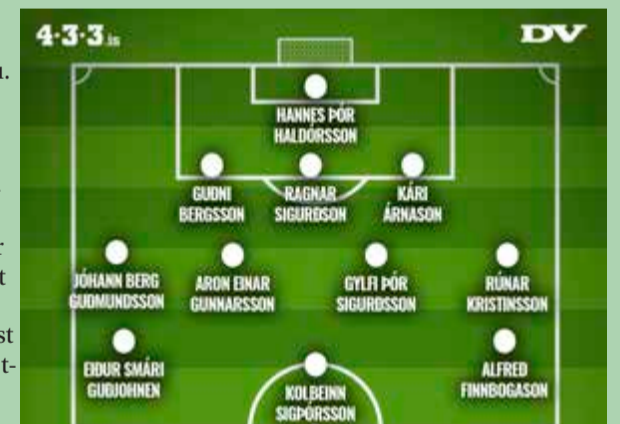 4·3·3.is
DV
HANNES ÞÓR
HALDÓRSSON
GUÐNI
BERGSSON
RAGNAR
SIGURÐSON
KÁRI
ÁRNASON
JÓHANN BERG
GUÐMUNDSSON
ARON EINAR
GUNNARSSON
GYLFI ÞÓR
SIGURÐSSON
RÚNAR
KRISTINSSON
EIÐUR SMÁRI
GUÐJOHNEN
KOLBEINN
SIGÞÓRSSON
ALFRED
FINNBOGASON